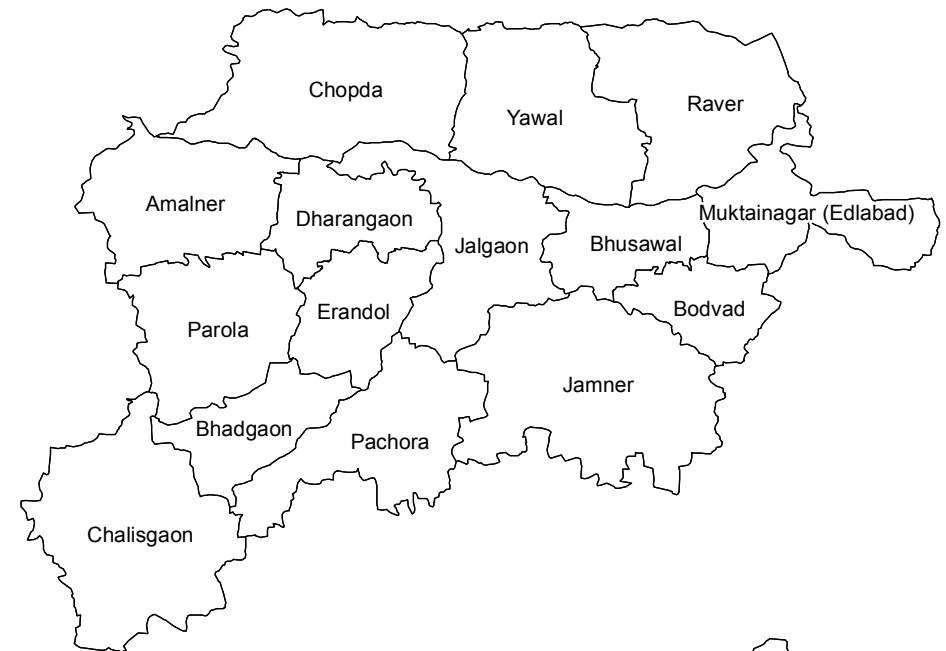 Chopda
Yawal
Raver
Amalner
Dharangaon
Jalgaon
Bhusawal
Muktainagar (Edlabad)
Parola
Erandol
Bodvad
Jamner
Bhadgaon
Pachora
Chalisgaon